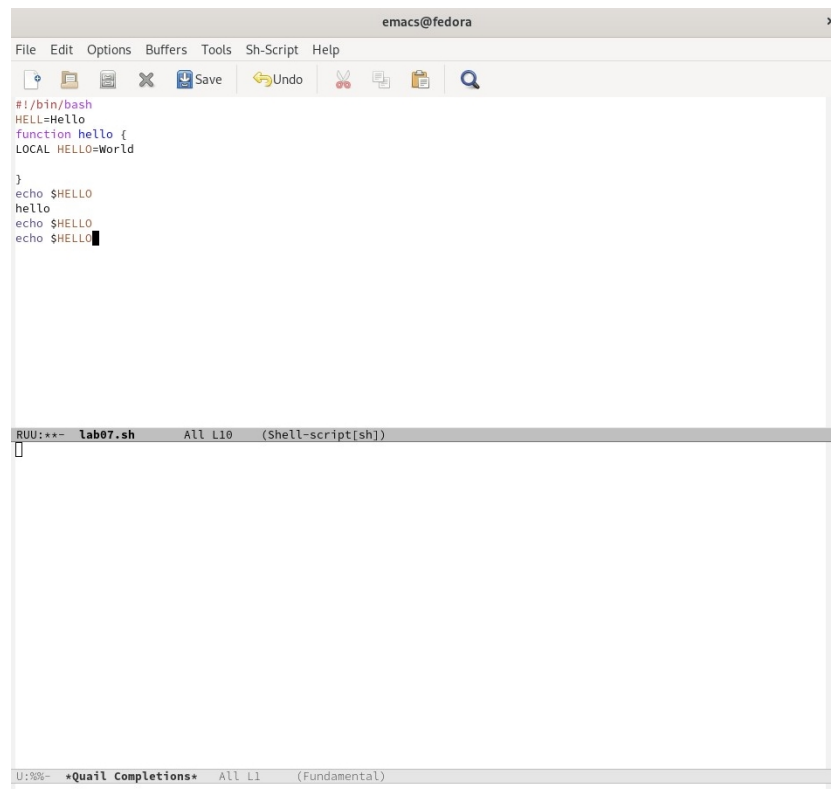 emacs@fedora
File Edit Options Buffers Tools Sh-Script Help
Save Undo
#!/bin/bash
HELL=Hello
function hello {
LOCAL HELLO=World
}
echo $HELLO
hello
echo $HELLO
echo $HELLO
RUU:**- lab07.sh All L10 (Shell-script[sh])
U:%%- *Quail Completions* All L1 (Fundamental)